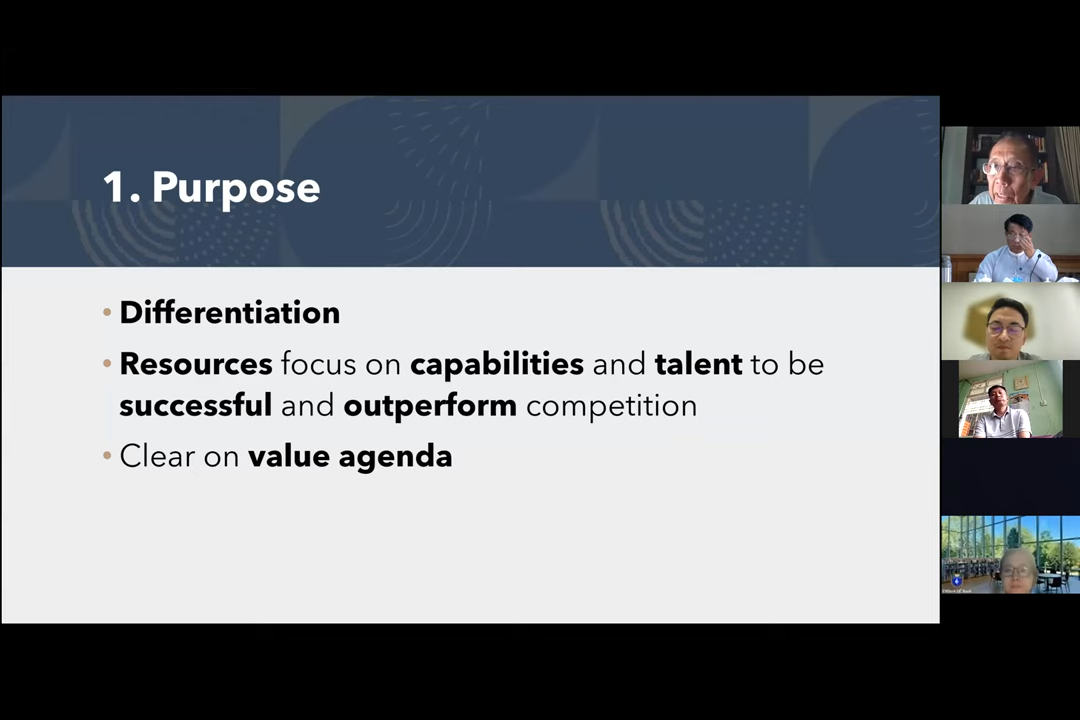 1. Purpose
• Differentiation
• Resources focus on capabilities and talent to be
successful and outperform competition
• Clear on value agenda